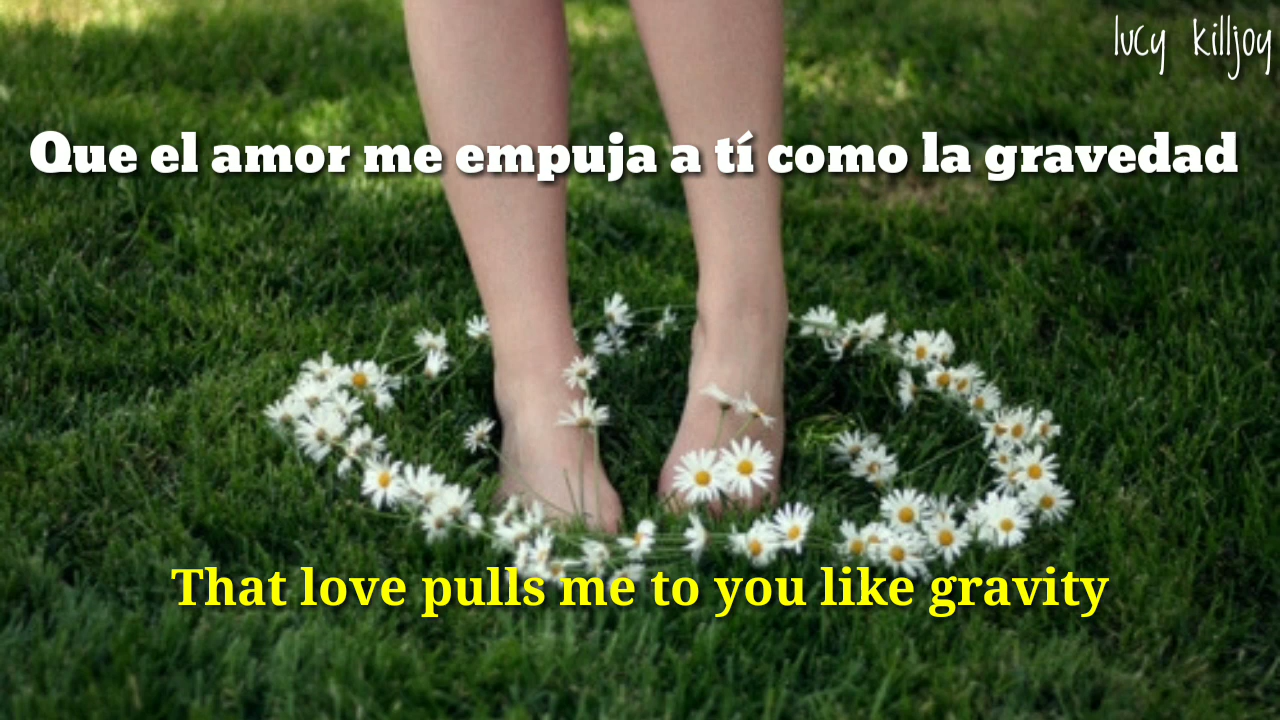 lucy killjoy
Que el amor me empuja a tí como la gravedad
That love pulls me to you like gravity